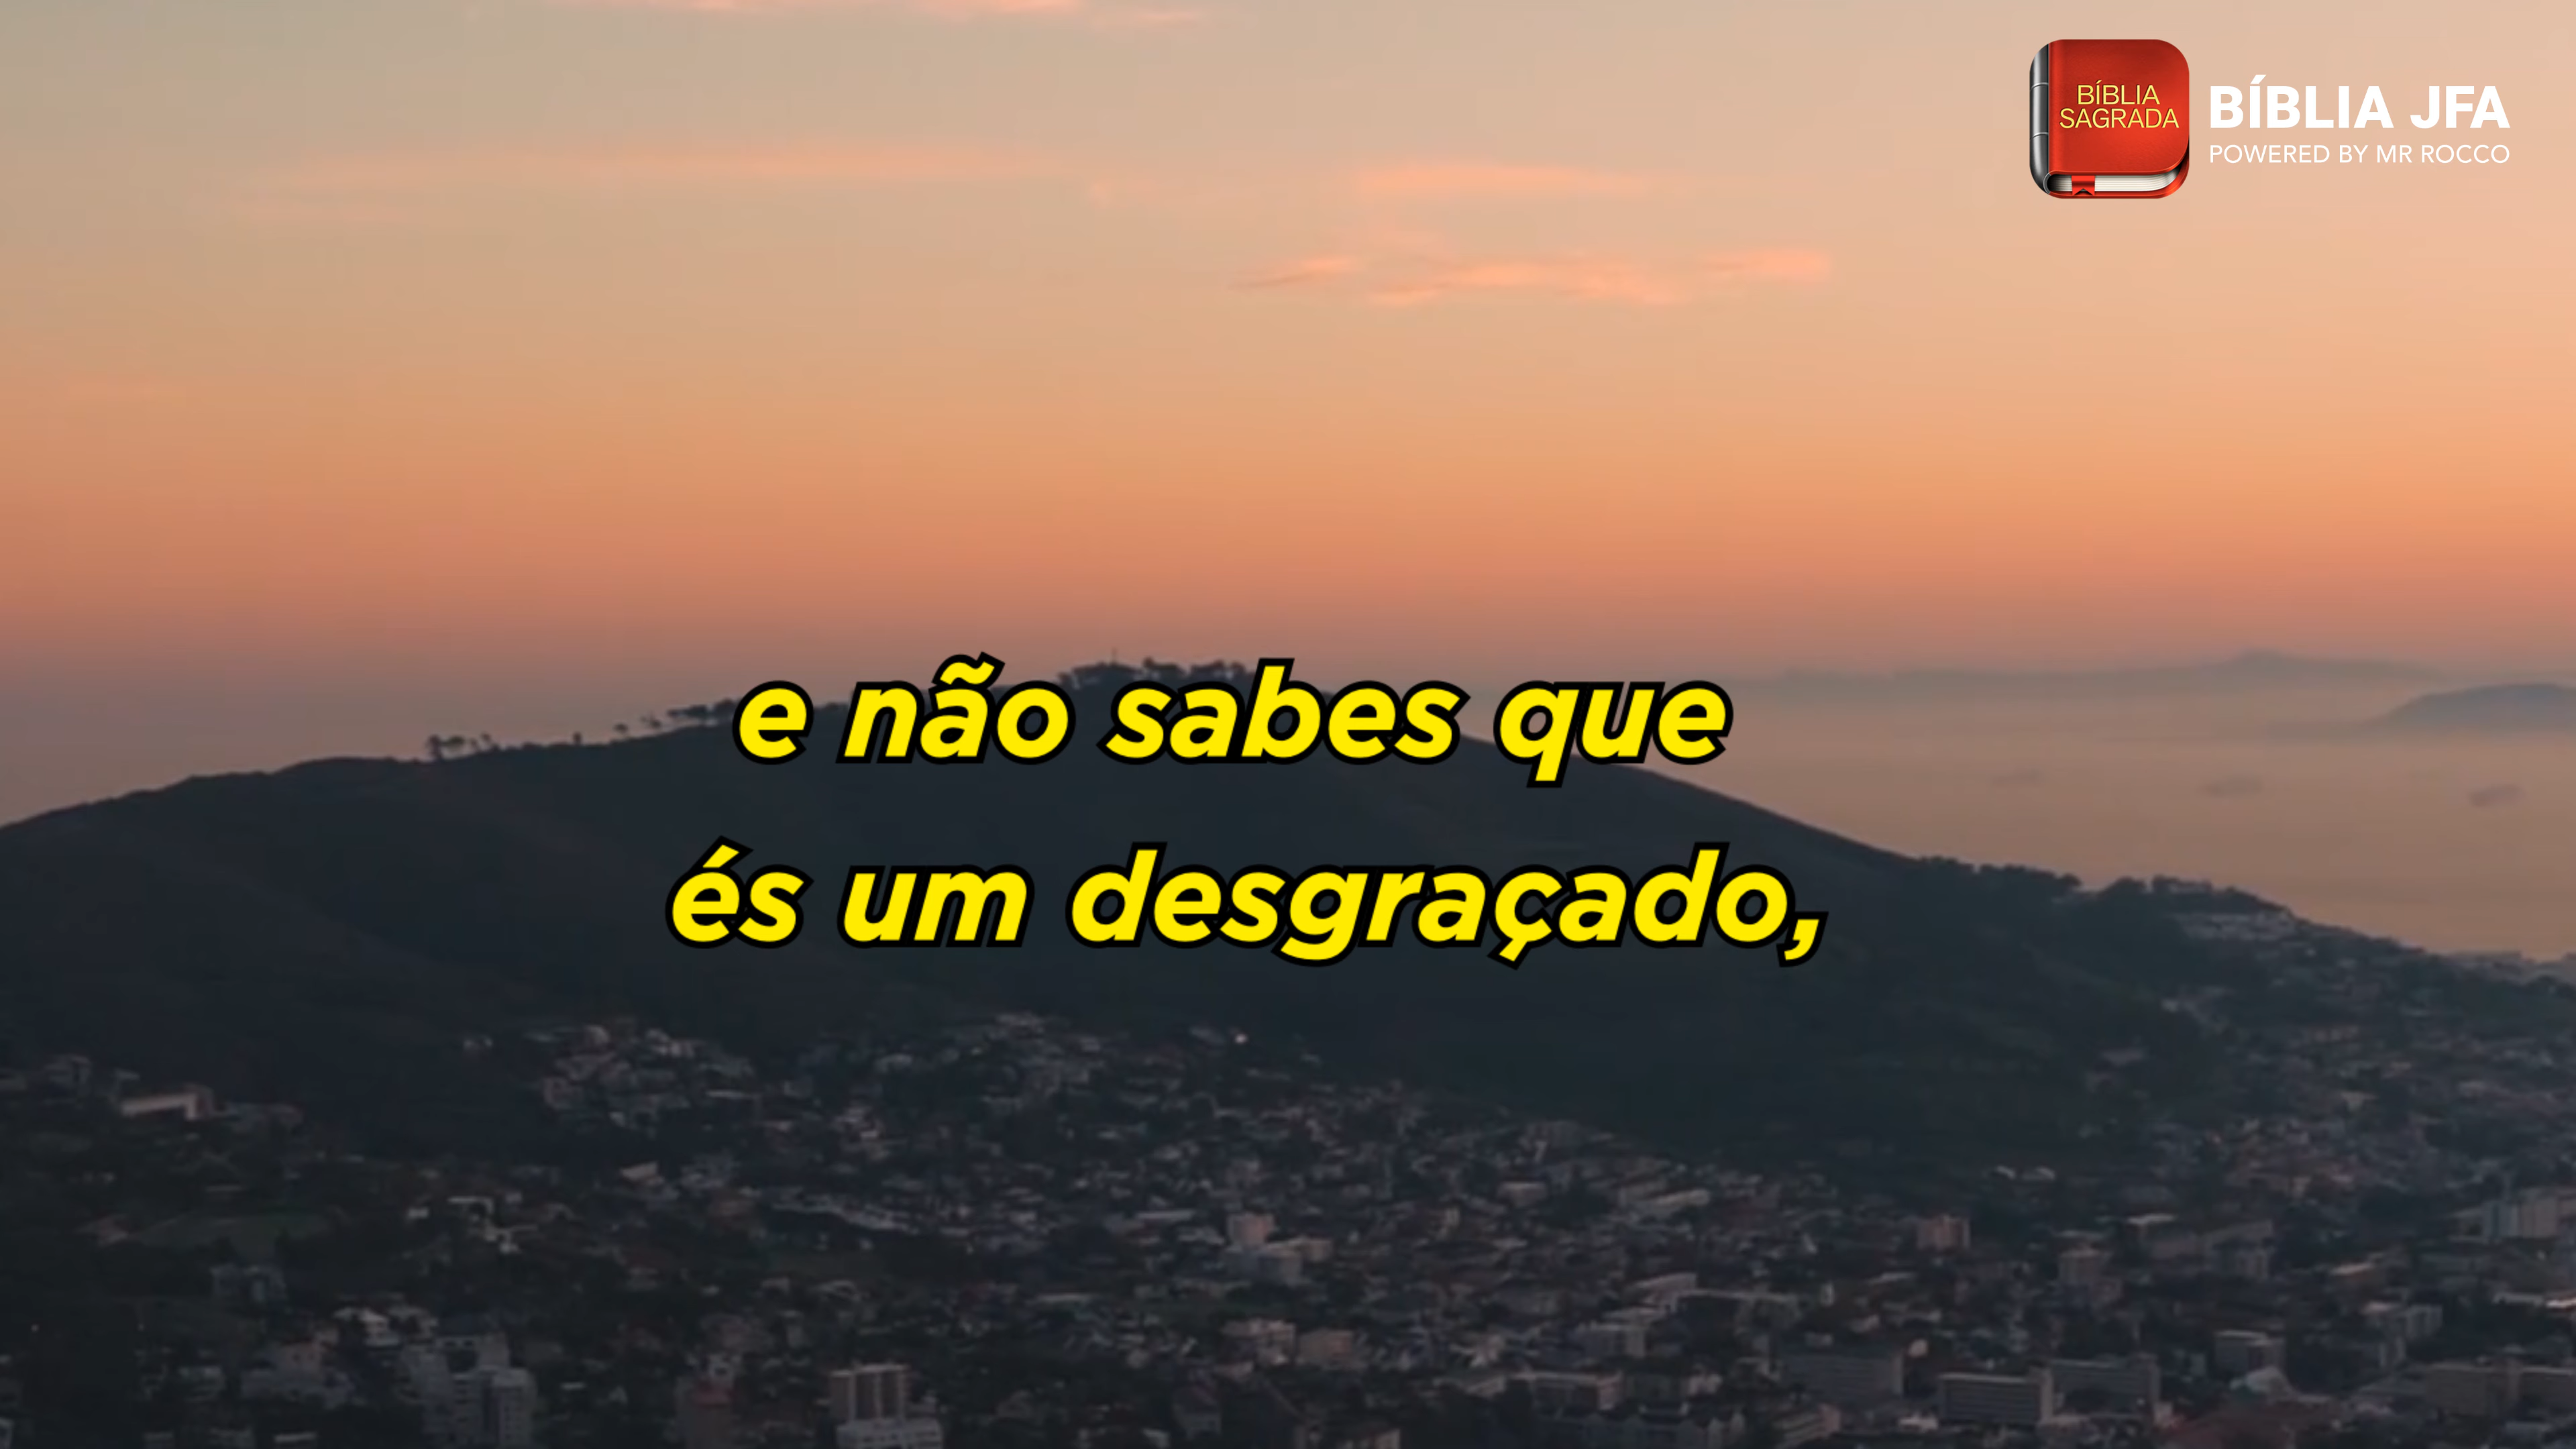 BÍBLIA
SAGRADA
BÍBLIA JFA
POWERED BY MR ROCCO
e não sabes que
és um desgraçado,